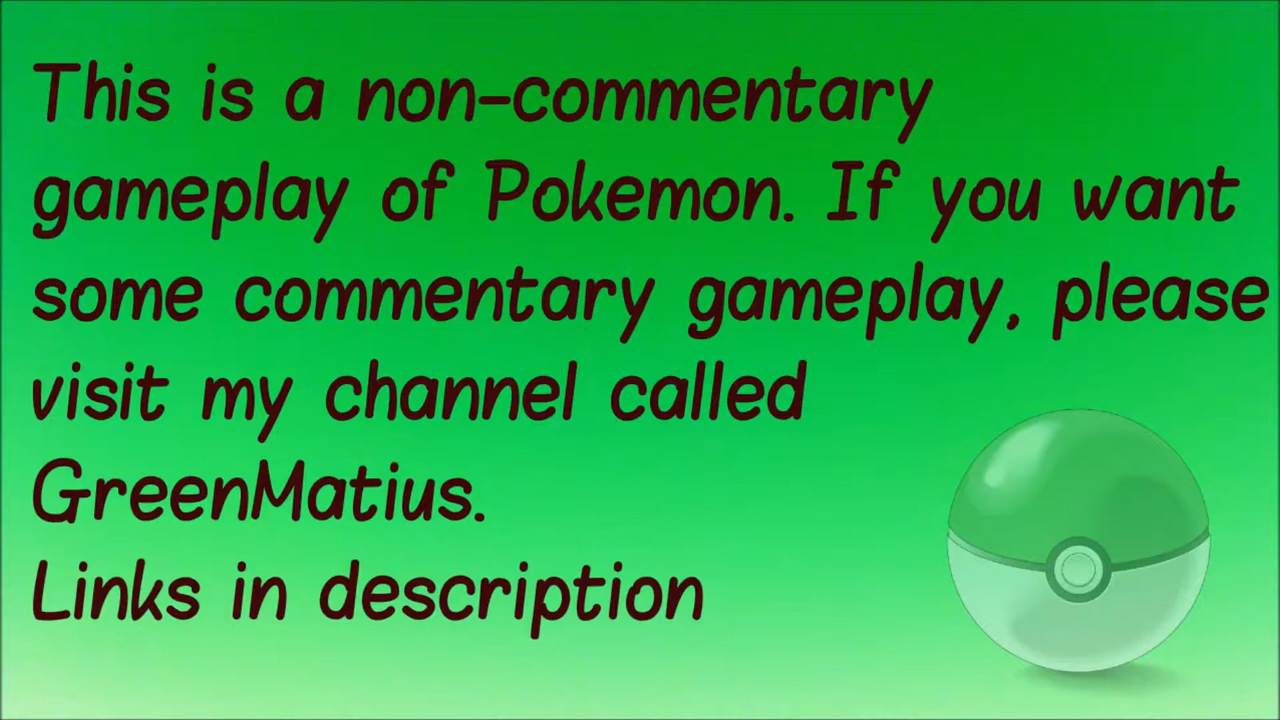 This is a non-commentary
gameplay of Pokemon. If you want
some commentary gameplay, please
visit my channel called
GreenMatius.
Links in description